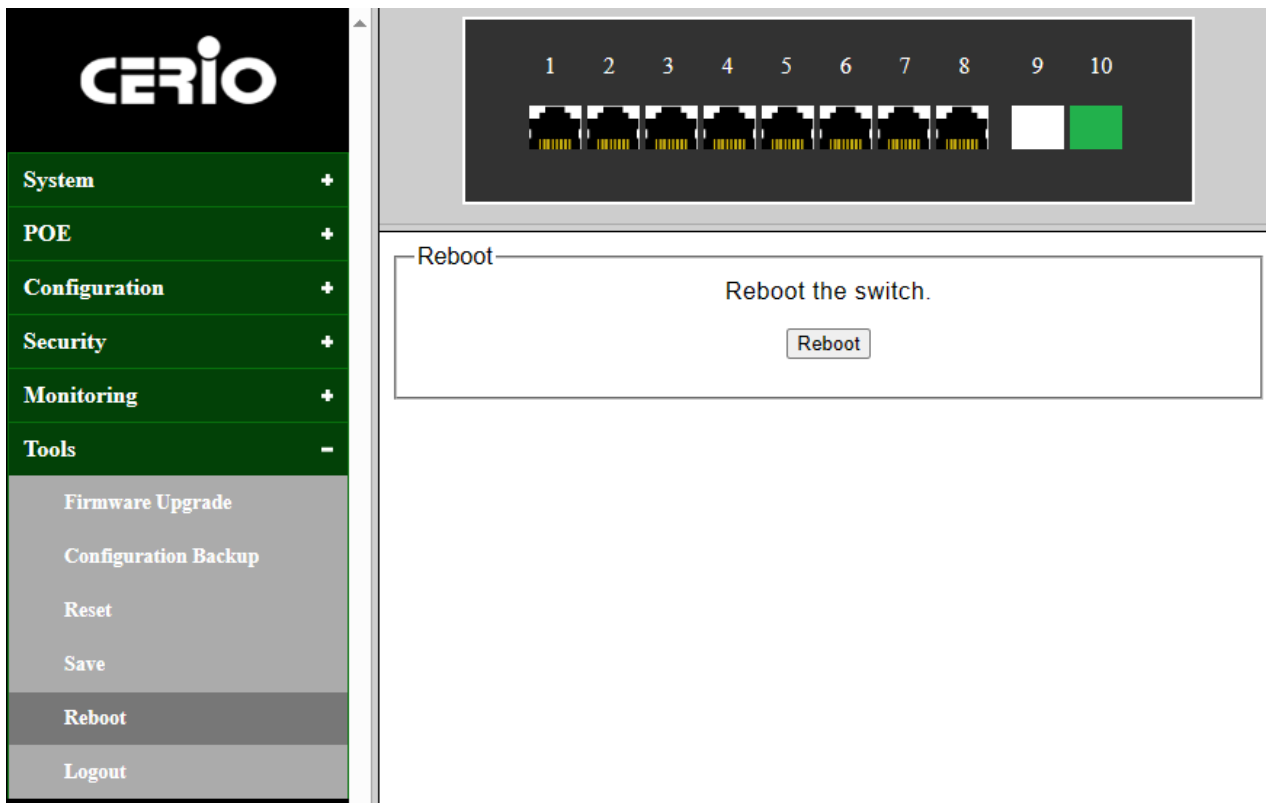 CERIO
1 2 3 4 5 6 7 8 9 10
System
POE
Configuration
Security
Monitoring
Tools
Firmware Upgrade
Configuration Backup
Reset
Save
Reboot
Logout
Reboot
Reboot the switch.
Reboot